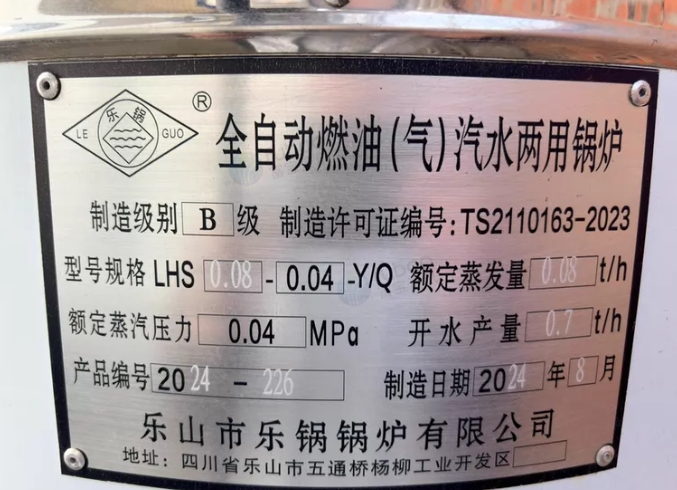 乐锅
LE GUO ®
全自动燃油(气)汽水两用锅炉
制造级别 B 级 制造许可证编号:TS2110163-2023
型号规格 LHS 0.08-0.04-Y/Q 额定蒸发量 0.08 t/h
额定蒸汽压力 0.04 MPa 开水产量 0.7 t/h
产品编号 2024-226 制造日期 2024 年 8 月
乐山市乐锅锅炉有限公司
地址: 四川省乐山市五通桥杨柳工业开发区